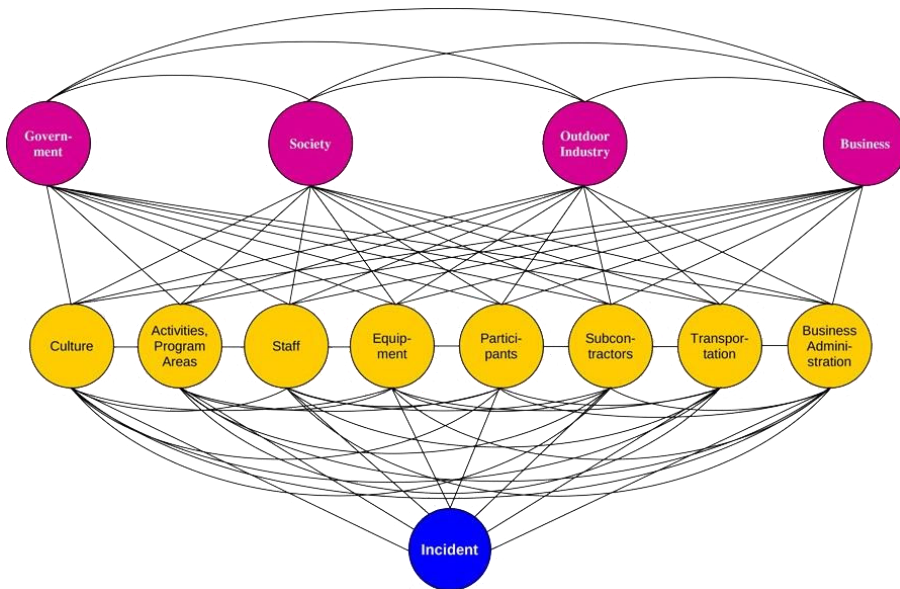 Govern-
ment
Society
Outdoor
Industry
Business
Culture
Activities,
Program
Areas
Staff
Equip-
ment
Partici-
pants
Subcon-
tractors
Transpor-
tation
Business
Admini-
stration
Incident